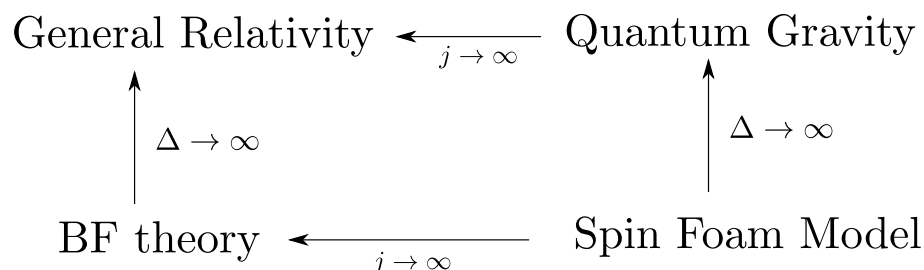 General Relativity
Quantum Gravity
j → ∞
Δ → ∞
Δ → ∞
BF theory
Spin Foam Model
j → ∞